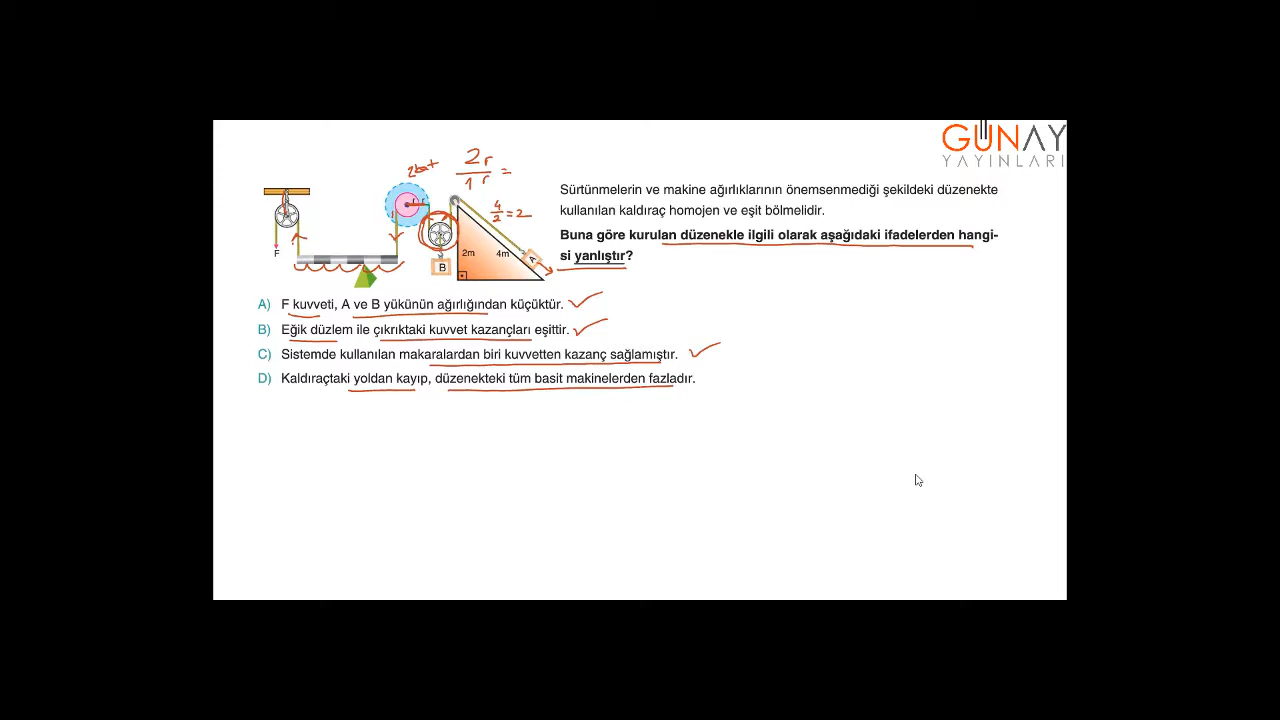 GÜNAY
YAYINLARI
2kat
2r
1r
=
4/2 = 2
F
r r
B
2m
4m
A
Sürtünmelerin ve makine ağırlıklarının önemsenmediği şekildeki düzenekte
kullanılan kaldıraç homojen ve eşit bölmelidir.
Buna göre kurulan düzenekle ilgili olarak aşağıdaki ifadelerden hangi-
si yanlıştır?
A) F kuvveti, A ve B yükünün ağırlığından küçüktür.
B) Eğik düzlem ile çıkrıktaki kuvvet kazançları eşittir.
C) Sistemde kullanılan makaralardan biri kuvvetten kazanç sağlamıştır.
D) Kaldıraçtaki yoldan kayıp, düzenekteki tüm basit makinelerden fazladır.